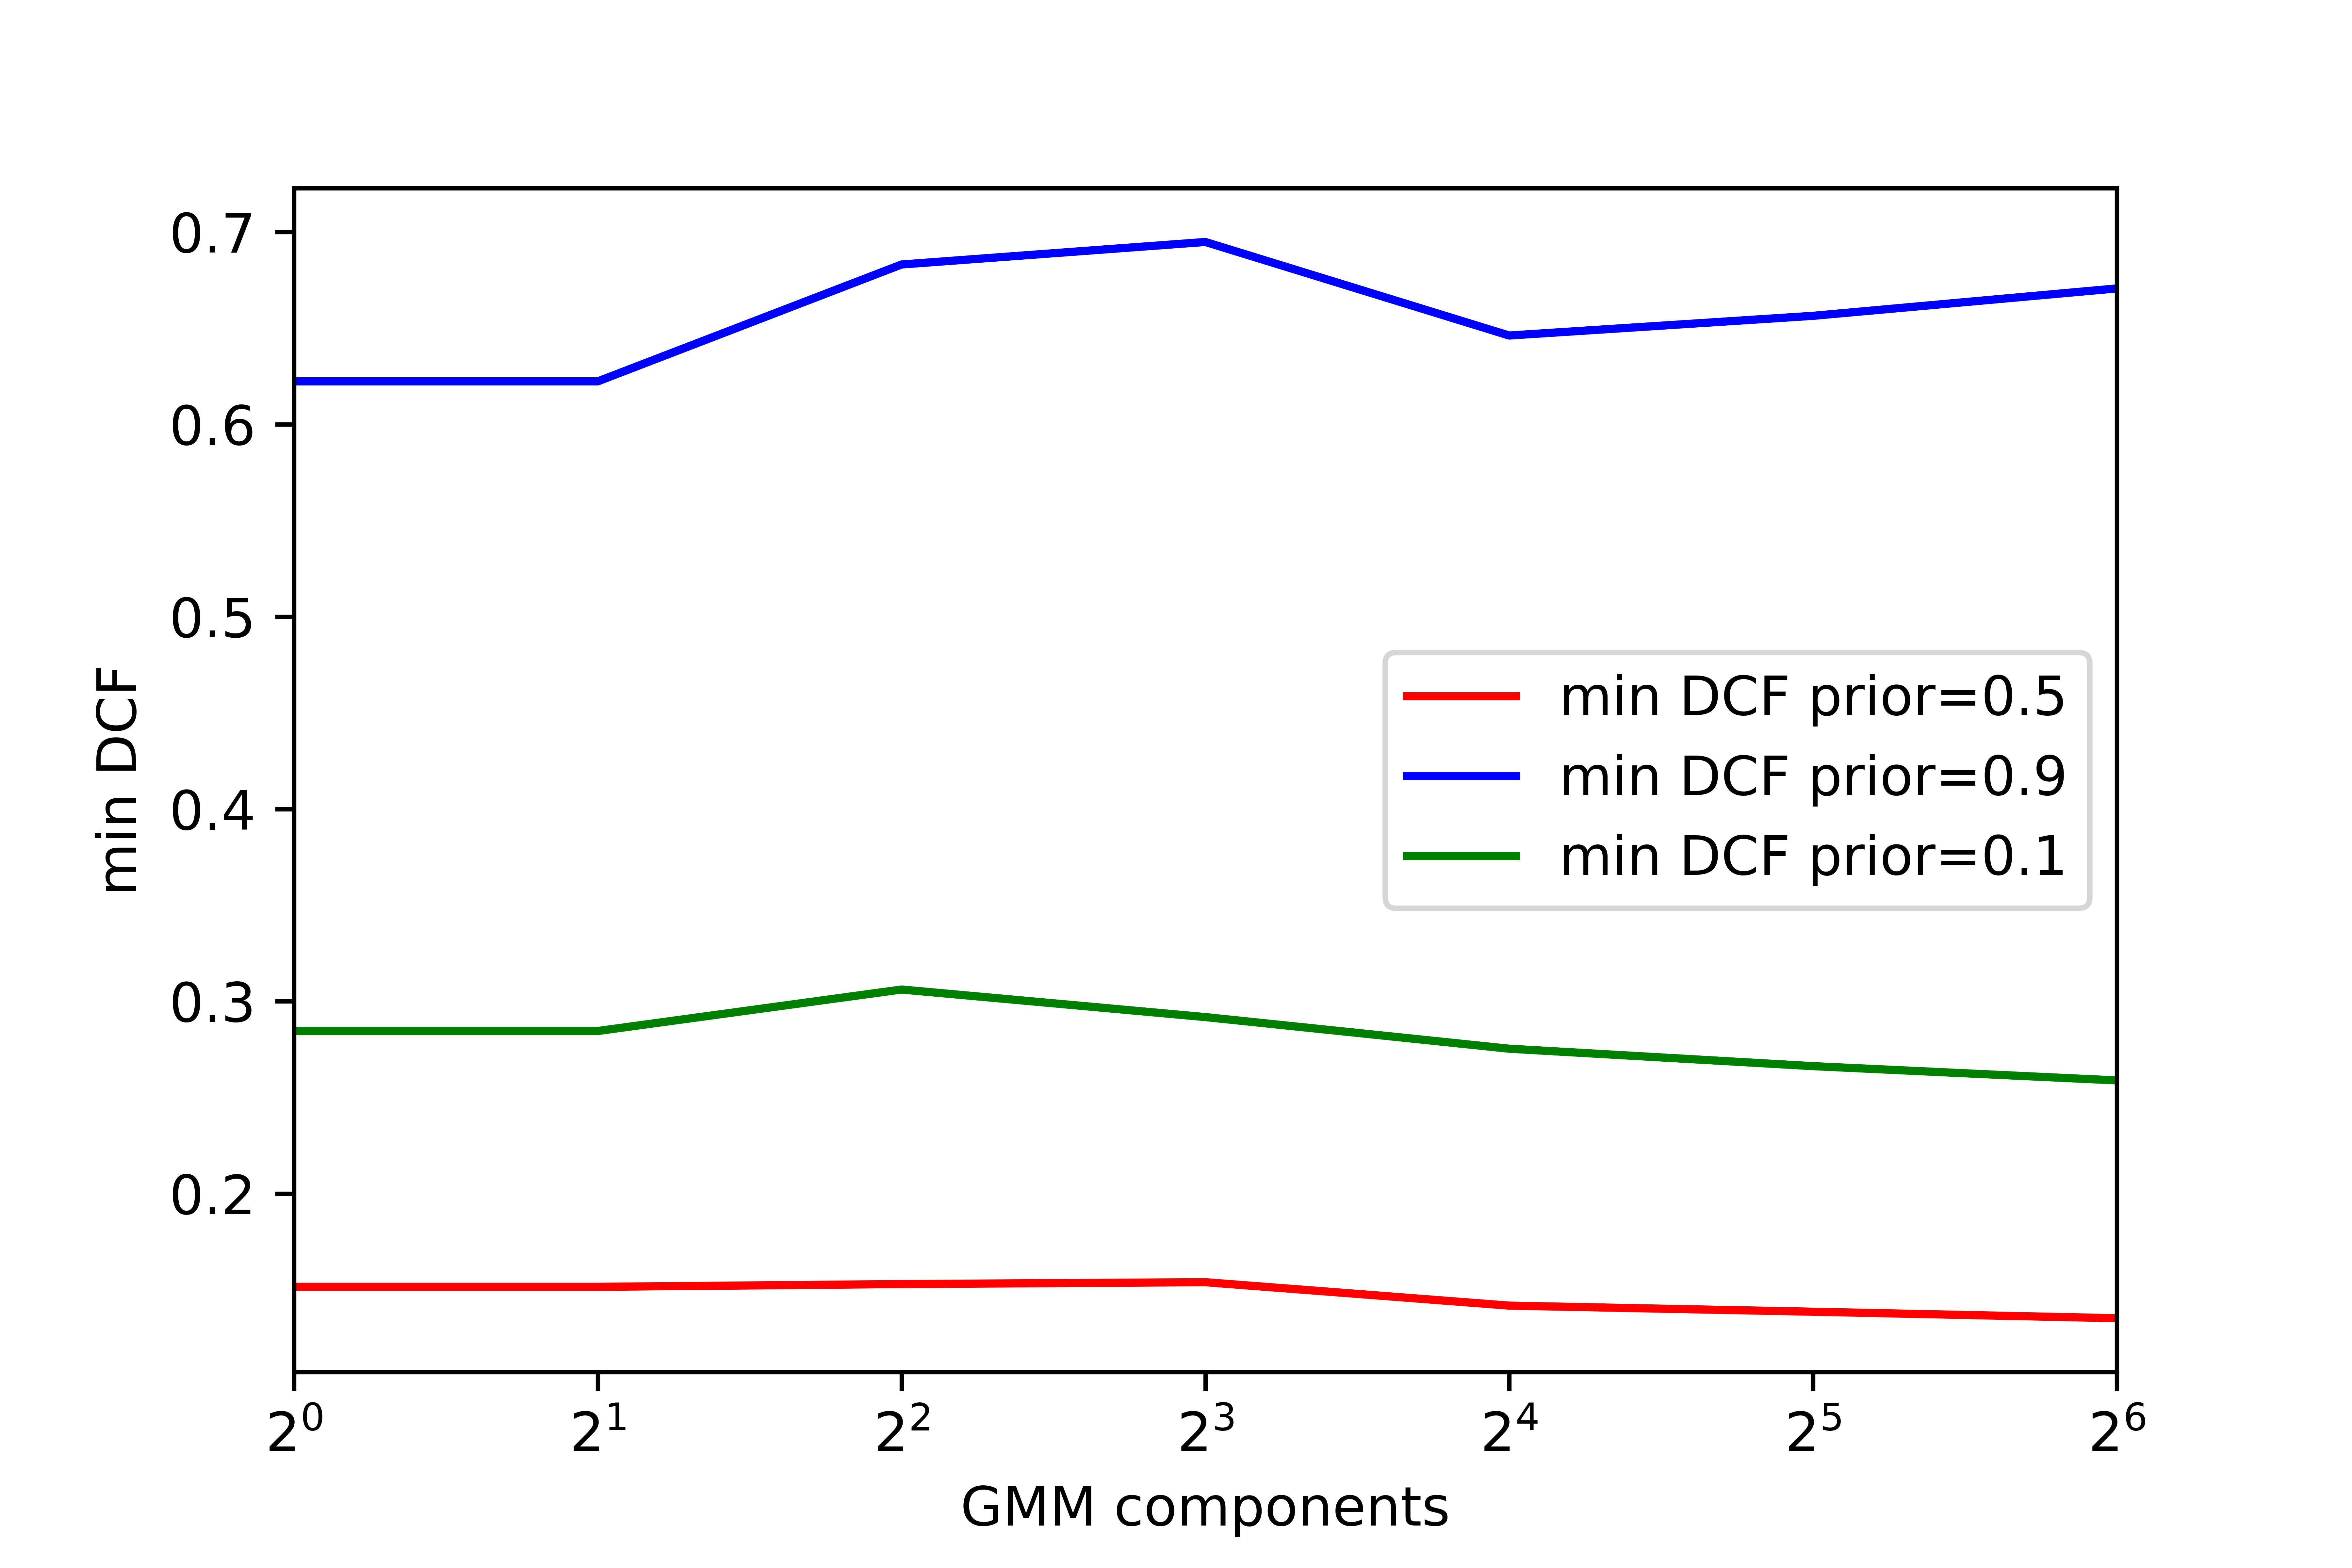 0.7
0.6
0.5
0.4
0.3
0.2
min DCF
min DCF prior=0.5
min DCF prior=0.9
min DCF prior=0.1
2⁰ 2¹ 2² 2³ 2⁴ 2⁵ 2⁶
GMM components